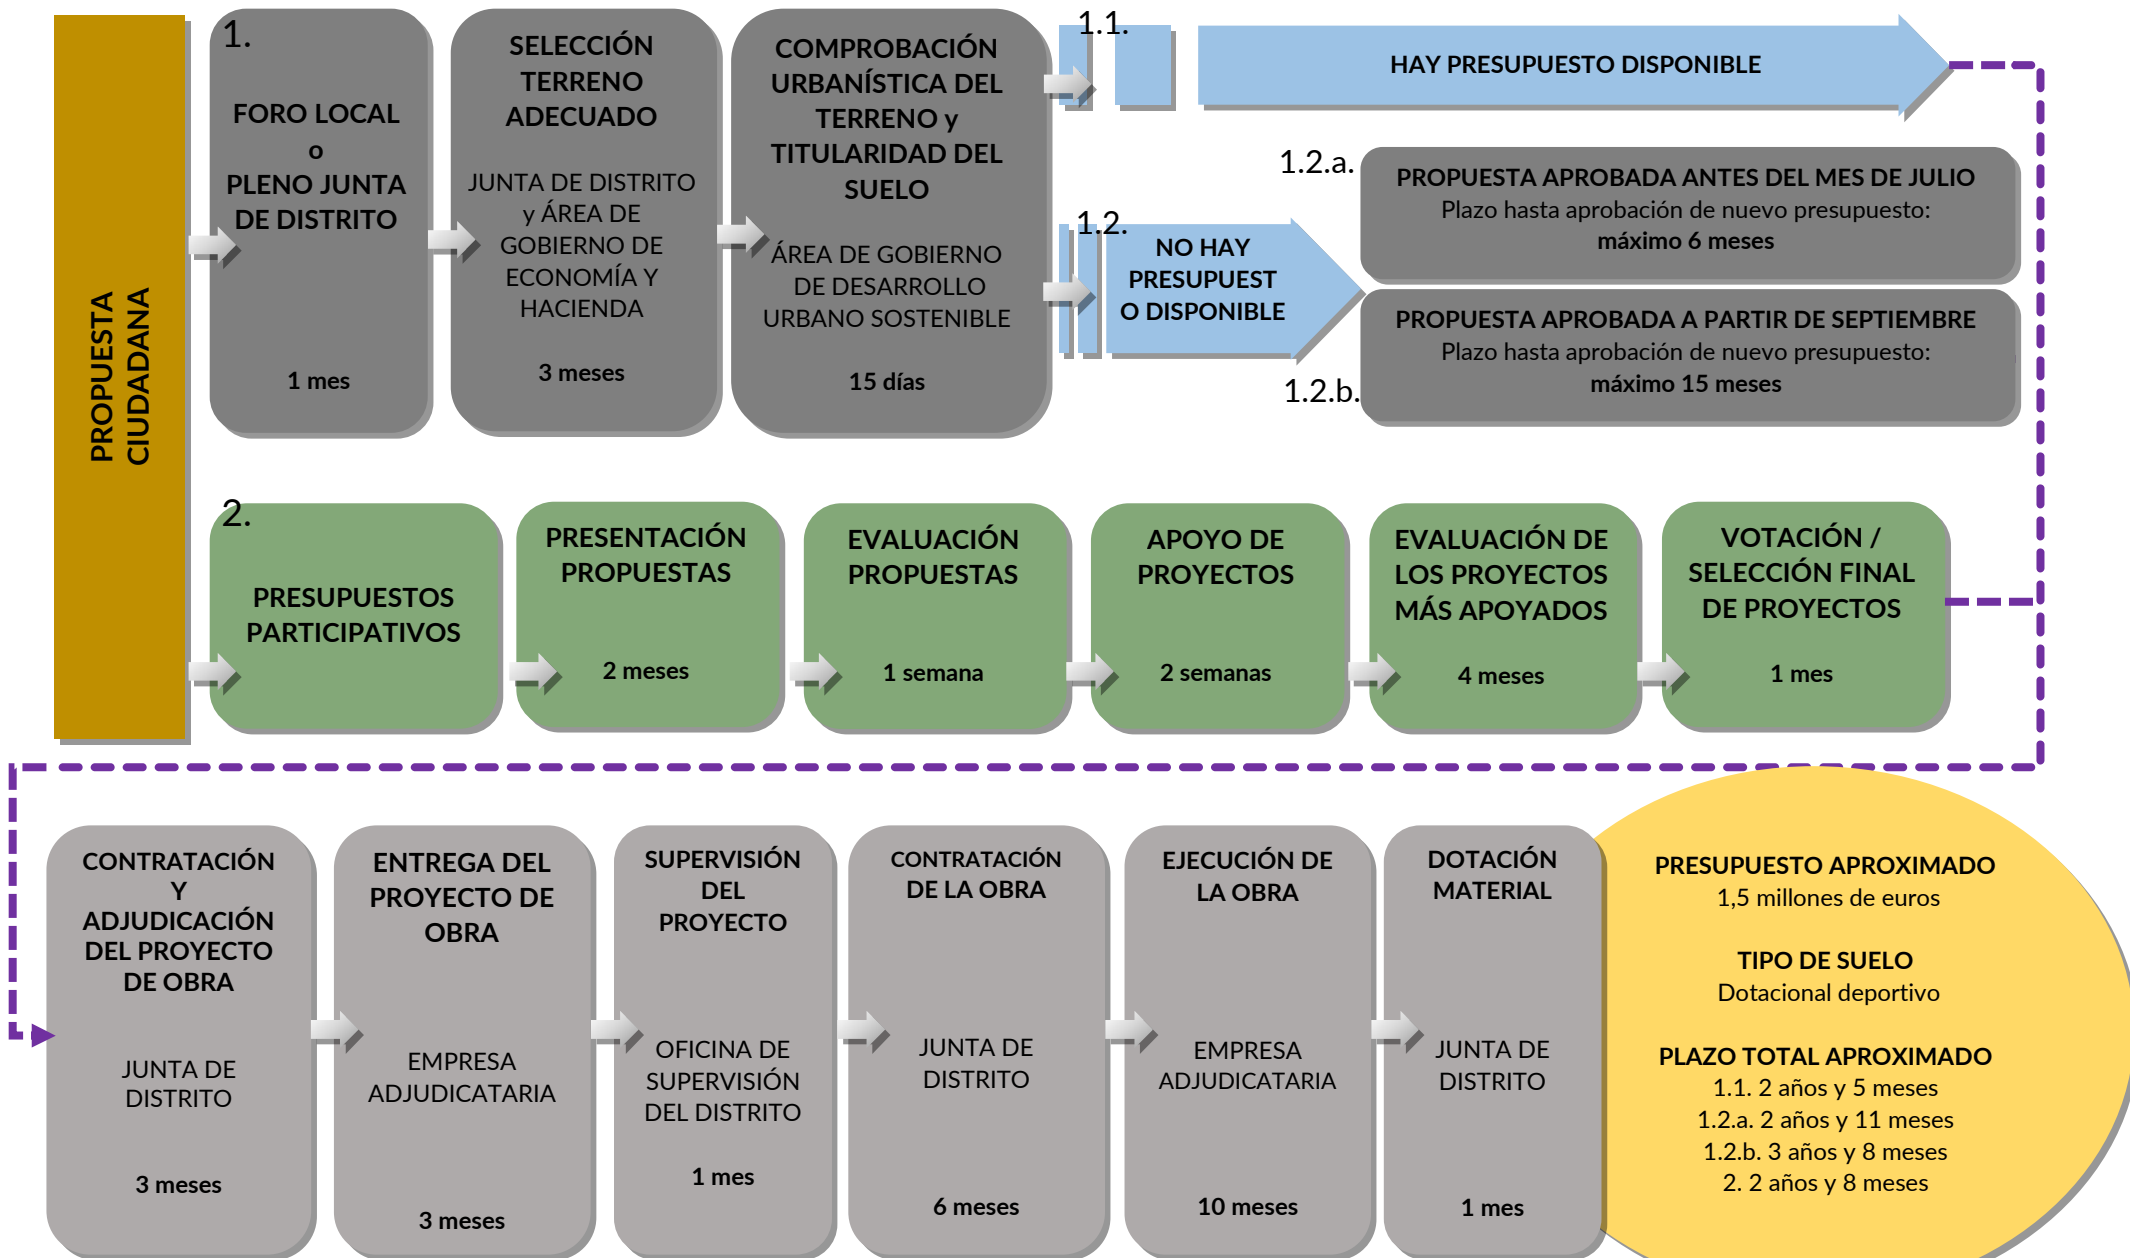 PROPUESTA
CIUDADANA
1.
FORO LOCAL
o
PLENO JUNTA
DE DISTRITO
1 mes
SELECCIÓN
TERRENO
ADECUADO
JUNTA DE DISTRITO
y ÁREA DE
GOBIERNO DE
ECONOMÍA Y
HACIENDA
3 meses
COMPROBACIÓN
URBANÍSTICA DEL
TERRENO y
TITULARIDAD DEL
SUELO
ÁREA DE GOBIERNO
DE DESARROLLO
URBANO SOSTENIBLE
15 días
1.1.
HAY PRESUPUESTO DISPONIBLE
1.2.
NO HAY
PRESUPUEST
O DISPONIBLE
1.2.a.
PROPUESTA APROBADA ANTES DEL MES DE JULIO
Plazo hasta aprobación de nuevo presupuesto:
máximo 6 meses
1.2.b.
PROPUESTA APROBADA A PARTIR DE SEPTIEMBRE
Plazo hasta aprobación de nuevo presupuesto:
máximo 15 meses
2.
PRESUPUESTOS
PARTICIPATIVOS
PRESENTACIÓN
PROPUESTAS
2 meses
EVALUACIÓN
PROPUESTAS
1 semana
APOYO DE
PROYECTOS
2 semanas
EVALUACIÓN DE
LOS PROYECTOS
MÁS APOYADOS
4 meses
VOTACIÓN /
SELECCIÓN FINAL
DE PROYECTOS
1 mes
CONTRATACIÓN
Y
ADJUDICACIÓN
DEL PROYECTO
DE OBRA
JUNTA DE
DISTRITO
3 meses
ENTREGA DEL
PROYECTO DE
OBRA
EMPRESA
ADJUDICATARIA
3 meses
SUPERVISIÓN
DEL
PROYECTO
OFICINA DE
SUPERVISIÓN
DEL DISTRITO
1 mes
CONTRATACIÓN
DE LA OBRA
JUNTA DE
DISTRITO
6 meses
EJECUCIÓN DE
LA OBRA
EMPRESA
ADJUDICATARIA
10 meses
DOTACIÓN
MATERIAL
JUNTA DE
DISTRITO
1 mes
PRESUPUESTO APROXIMADO
1,5 millones de euros
TIPO DE SUELO
Dotacional deportivo
PLAZO TOTAL APROXIMADO
1.1. 2 años y 5 meses
1.2.a. 2 años y 11 meses
1.2.b. 3 años y 8 meses
2. 2 años y 8 meses